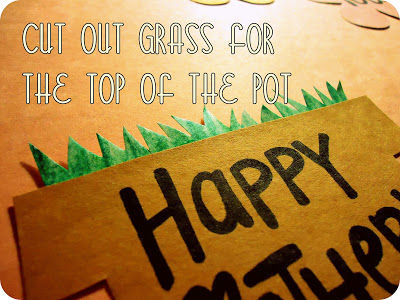 CUT OUT GRASS FOR
THE TOP OF THE POT
HAPPY